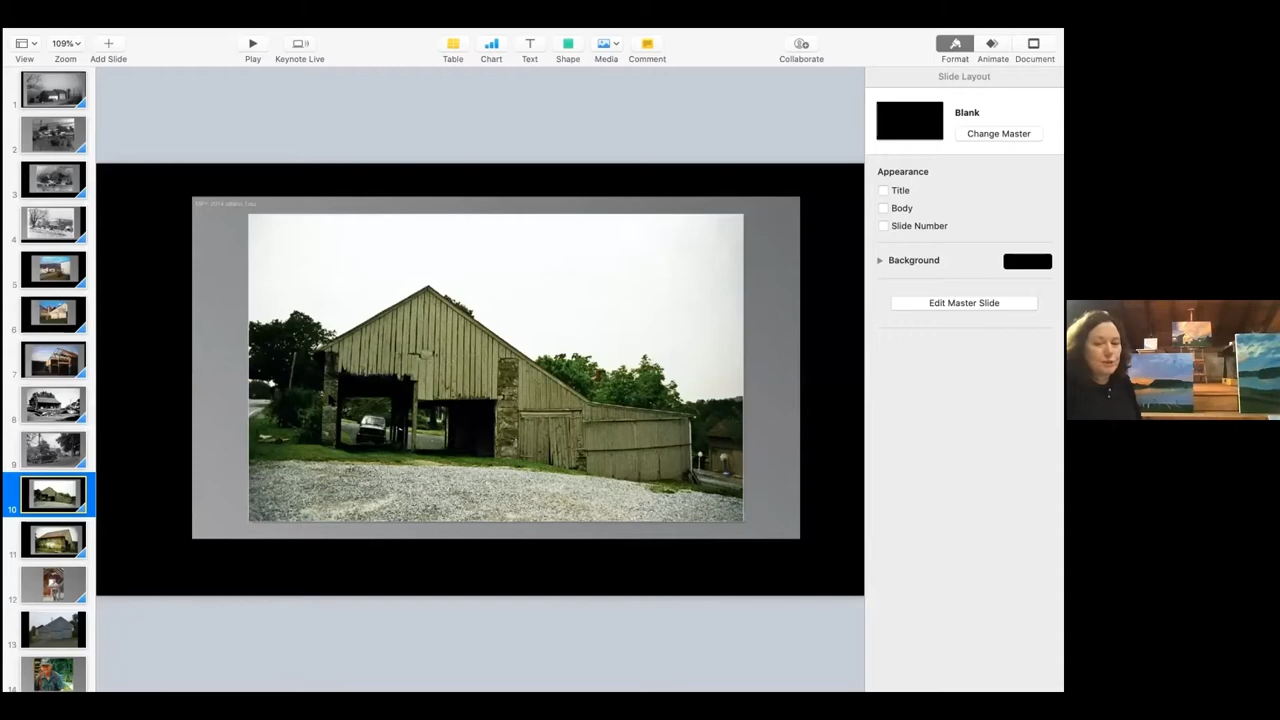 109%
View
Zoom
Add Slide
Play
Keynote Live
Table
Chart
Text
Shape
Media
Comment
Collaborate
Format
Animate
Document
Slide Layout
Blank
Change Master
Appearance
Title
Body
Slide Number
Background
Edit Master Slide
1
2
3
4
5
6
7
8
9
10
11
12
13